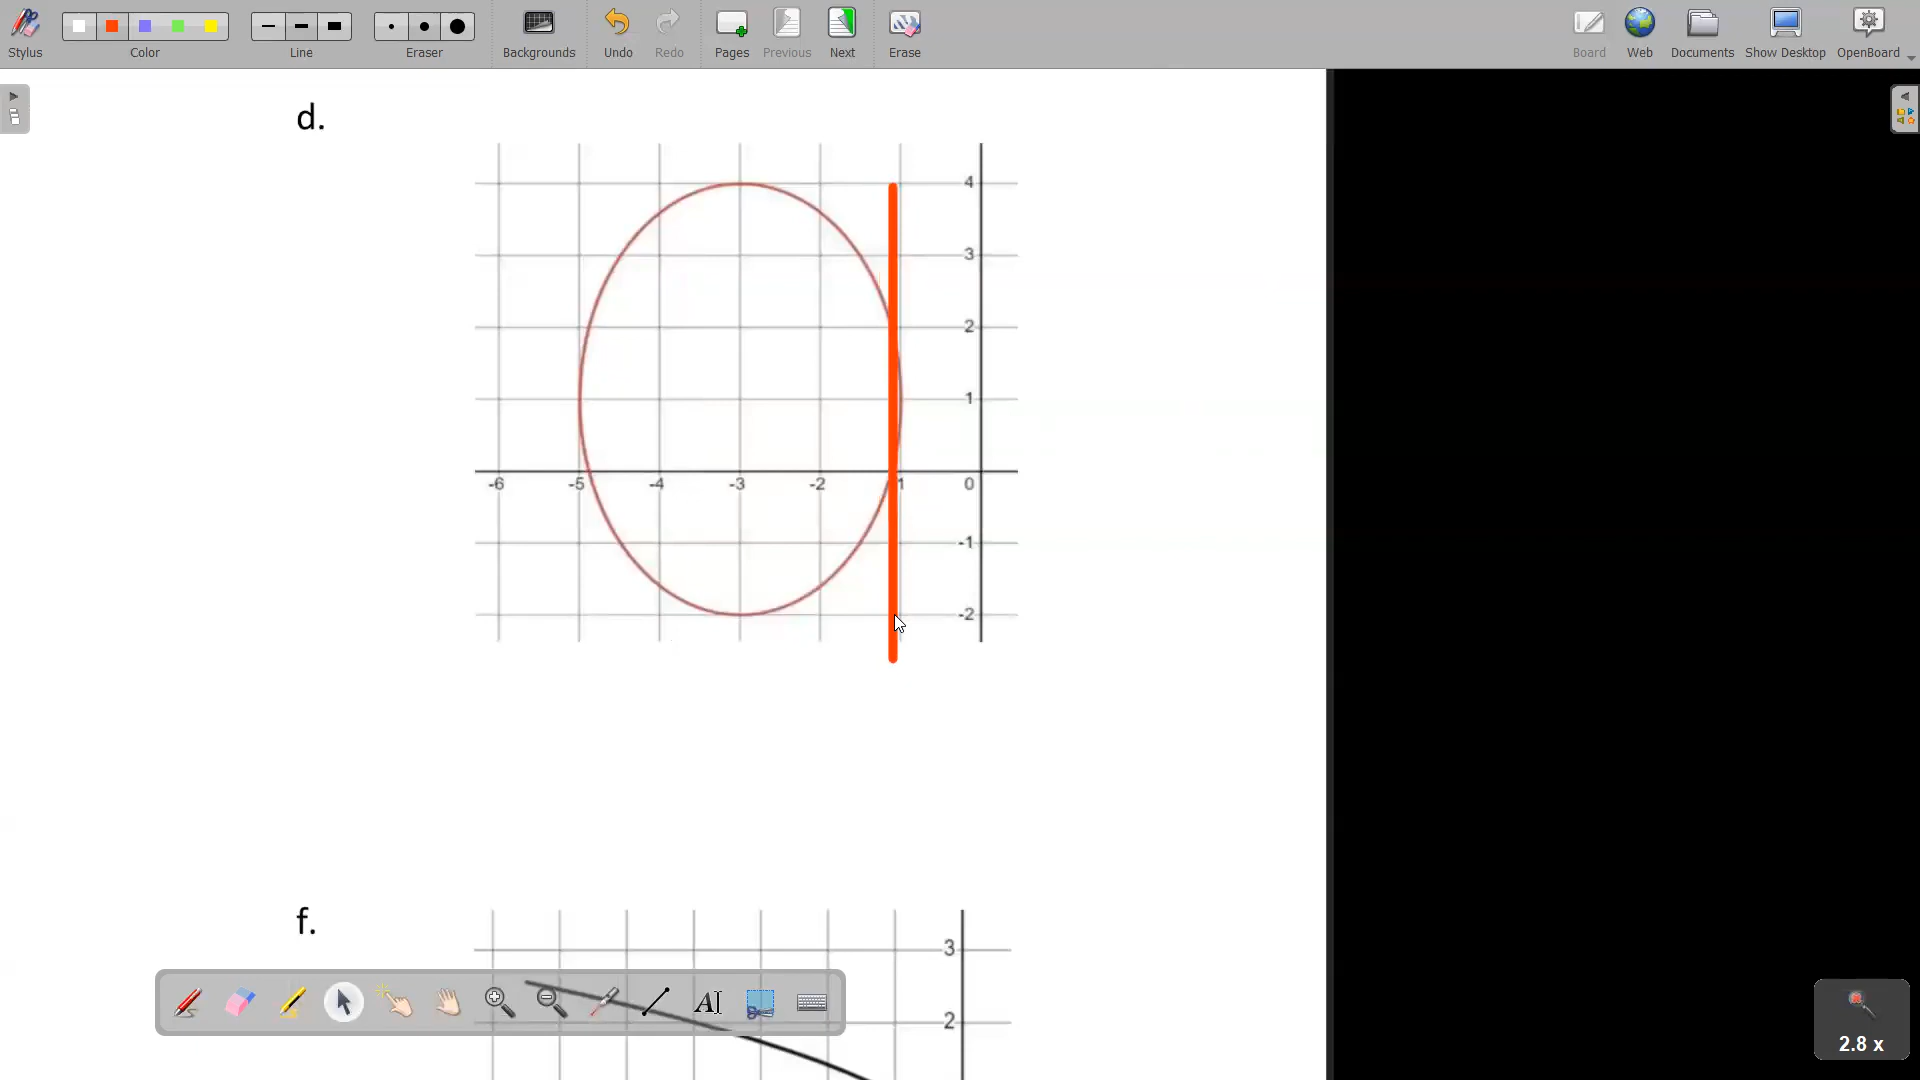 Stylus Color Line Eraser Backgrounds Undo Redo Pages Previous Next Erase Board Web Documents Show Desktop OpenBoard
d.
4
3
2
1
-6 -5 -4 -3 -2 1 0
-1
-2
f.
3
2
AI
2.8 x